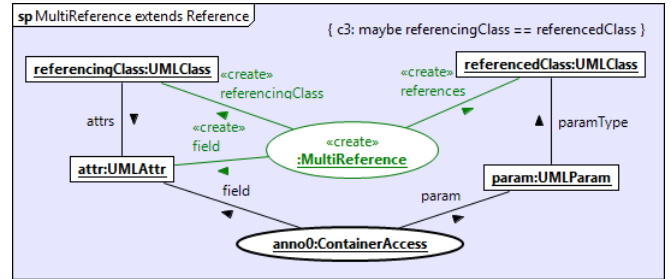 sp MultiReference extends Reference
{ c3: maybe referencingClass == referencedClass }
referencingClass:UMLClass
referencedClass:UMLClass
«create»
referencingClass
«create»
references
attrs
«create»
field
«create»
:MultiReference
paramType
attr:UMLAttr
param:UMLParam
field
param
anno0:ContainerAccess